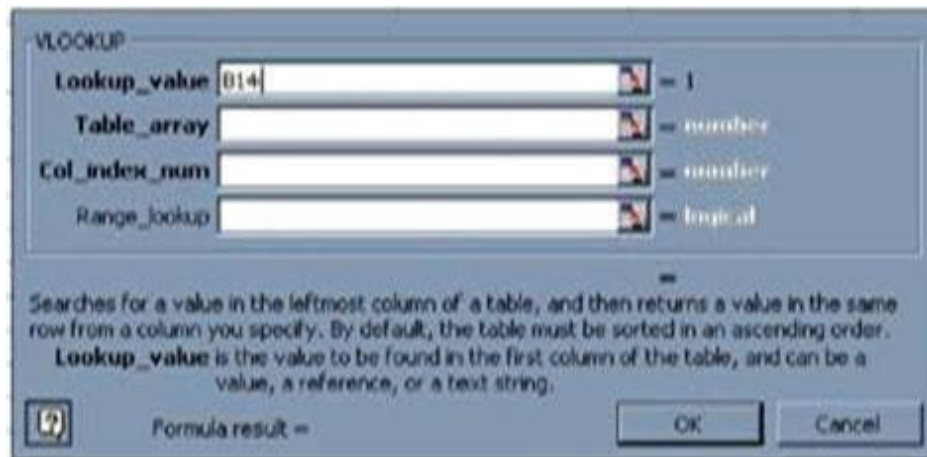 VLOOKUP
Lookup_value B14 = 1
Table_array = number
Col_index_num = number
Range_lookup = logical
=
Searches for a value in the leftmost column of a table, and then returns a value in the same
row from a column you specify. By default, the table must be sorted in an ascending order.
Lookup_value is the value to be found in the first column of the table, and can be a
value, a reference, or a text string.
? Formula result = OK Cancel